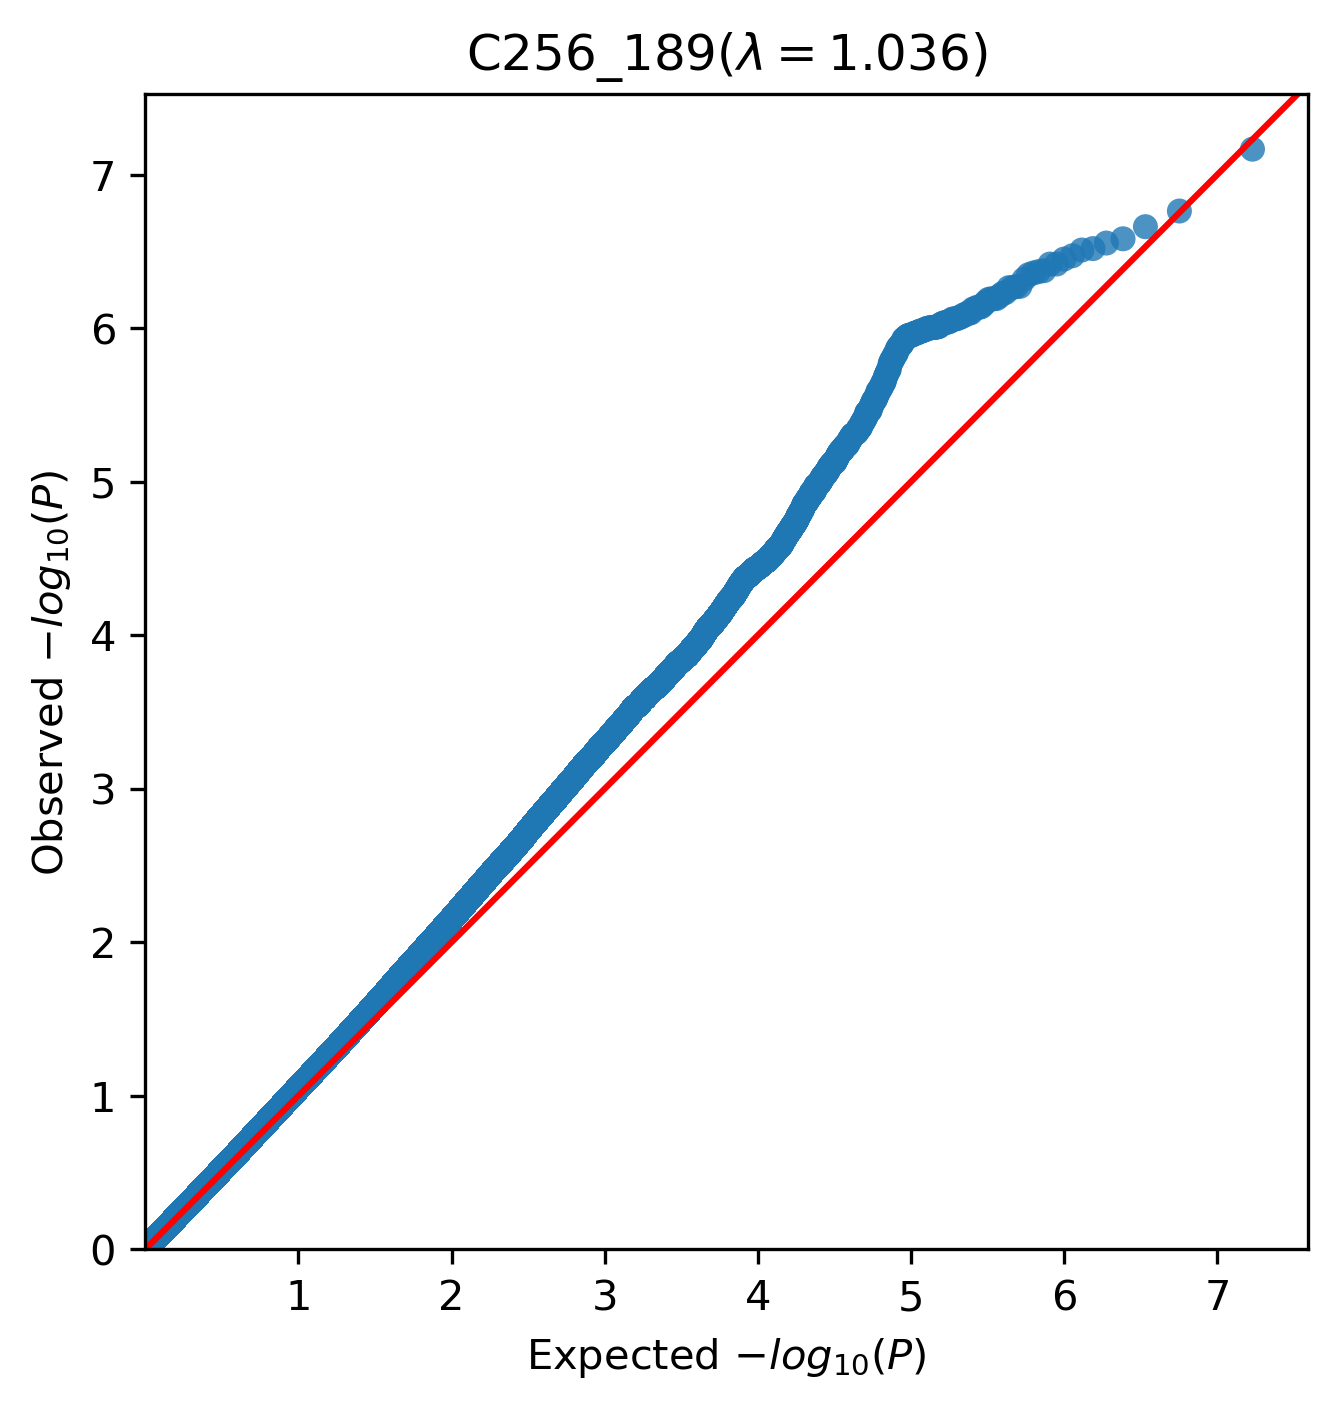 C256_189(λ = 1.036)
7
6
5
4
3
2
1
0
Observed −log₁₀(P)
1 2 3 4 5 6 7
Expected −log₁₀(P)